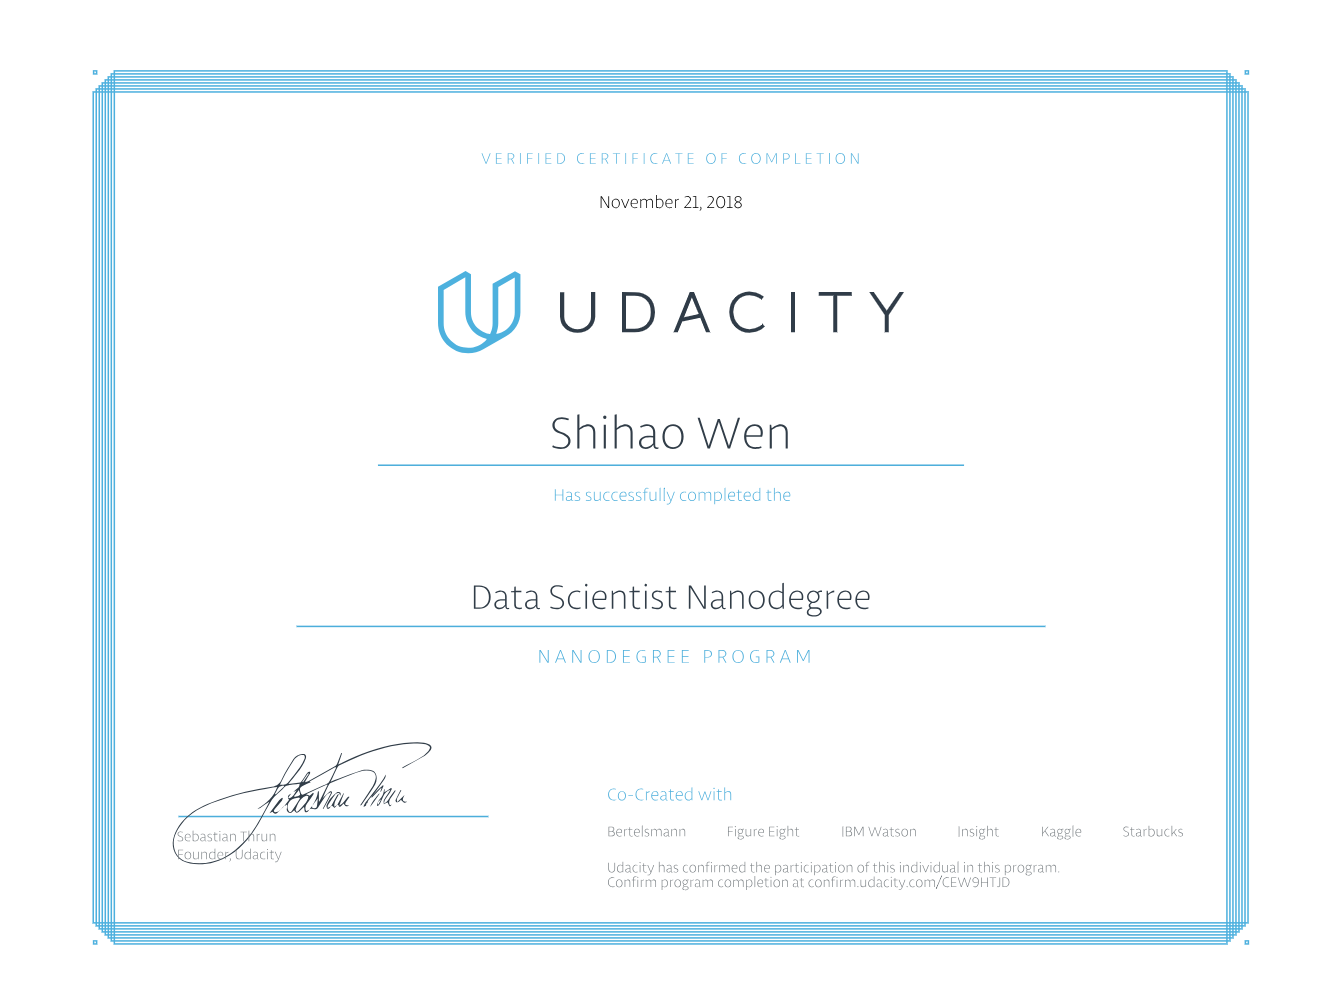 VERIFIED CERTIFICATE OF COMPLETION
November 21, 2018
UDACITY
Shihao Wen
Has successfully completed the
Data Scientist Nanodegree
NANODEGREE PROGRAM
Sebastian Thrun
Sebastian Thrun
Founder, Udacity
Co-Created with
Bertelsmann Figure Eight IBM Watson Insight Kaggle Starbucks
Udacity has confirmed the participation of this individual in this program.
Confirm program completion at confirm.udacity.com/CEW9HTJD